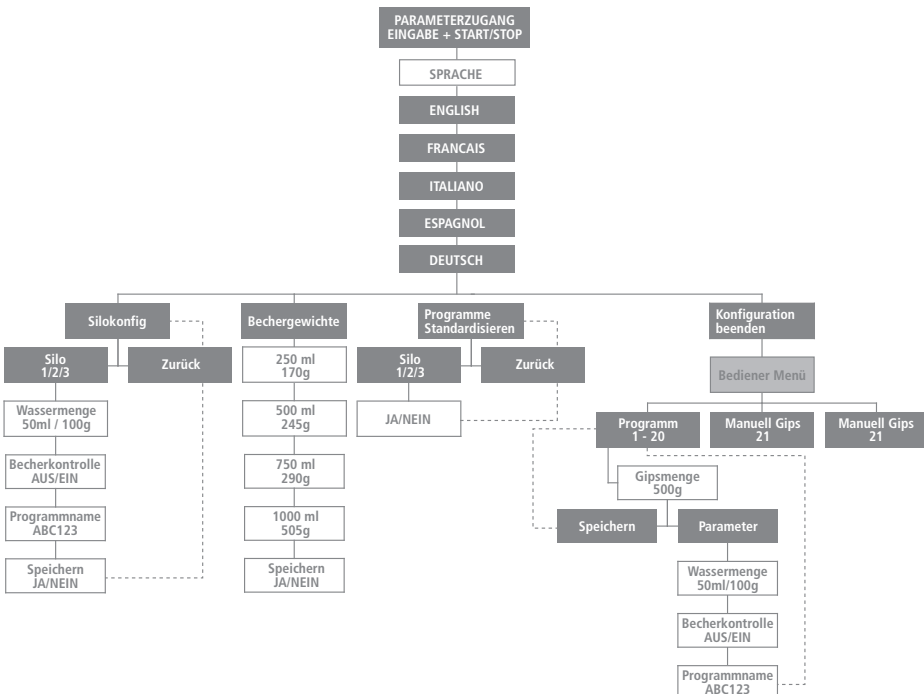 PARAMETERZUGANG
EINGABE + START/STOP
SPRACHE
ENGLISH
FRANCAIS
ITALIANO
ESPAGNOL
DEUTSCH
Silokonfig
Bechergewichte
Programme
Standardisieren
Konfiguration
beenden
Silo
1/2/3
Zurück
250 ml
170g
Silo
1/2/3
Zurück
Bediener Menü
Wassermenge
50ml / 100g
500 ml
245g
JA/NEIN
Programm
1 - 20
Manuell Gips
21
Manuell Gips
21
Becherkontrolle
AUS/EIN
750 ml
290g
Gipsmenge
500g
Programmname
ABC123
1000 ml
505g
Speichern
Parameter
Speichern
JA/NEIN
Speichern
JA/NEIN
Wassermenge
50ml/100g
Becherkontrolle
AUS/EIN
Programmname
ABC123